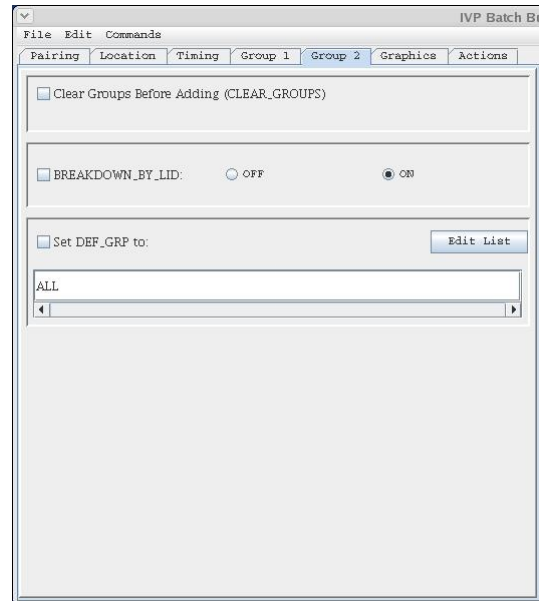 IVP Batch
File Edit Commands
Pairing Location Timing Group 1 Group 2 Graphics Actions
Clear Groups Before Adding (CLEAR_GROUPS)
BREAKDOWN_BY_LID: OFF ON
Set DEF_GRP to: Edit List
ALL